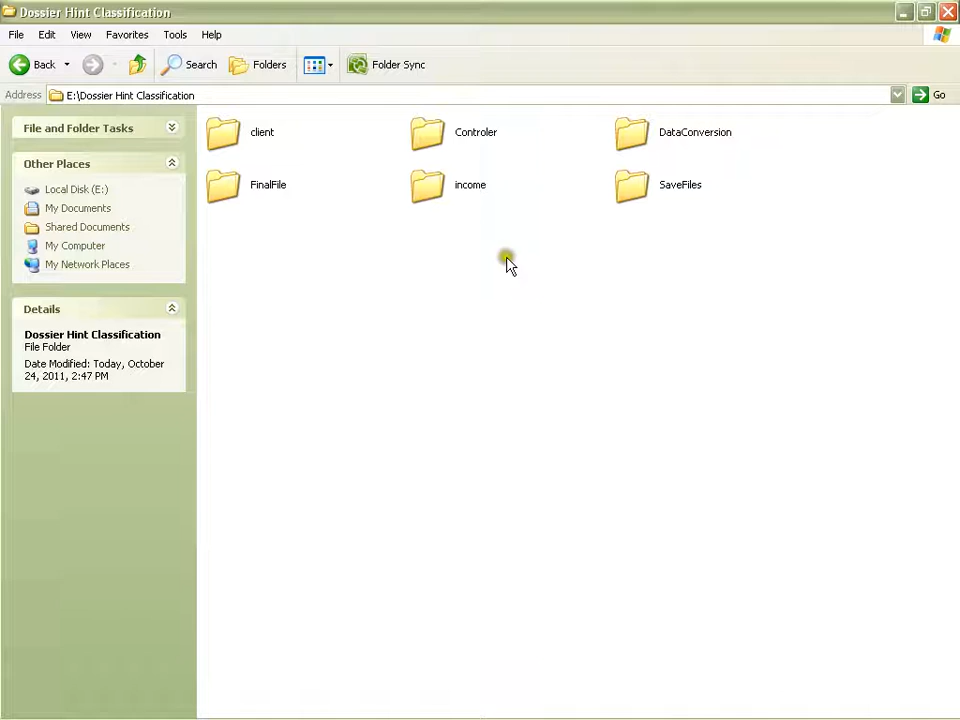 Dossier Hint Classification
File Edit View Favorites Tools Help
Back Search Folders Folder Sync
Address E:\Dossier Hint Classification Go
File and Folder Tasks
Other Places
Local Disk (E:)
My Documents
Shared Documents
My Computer
My Network Places
Details
Dossier Hint Classification
File Folder
Date Modified: Today, October
24, 2011, 2:47 PM
client Controler DataConversion
FinalFile income SaveFiles